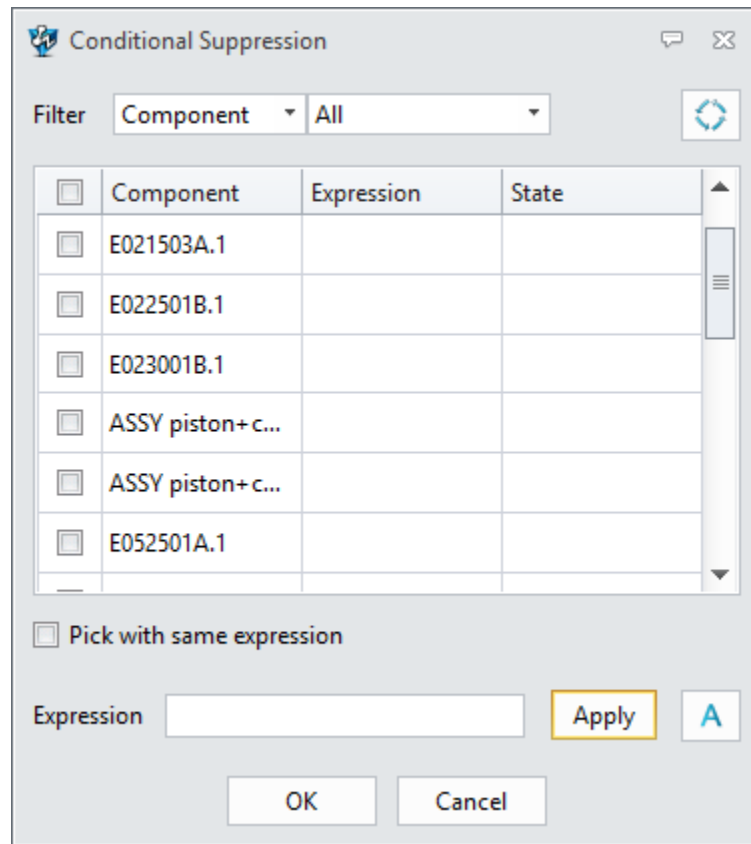 Conditional Suppression
Filter Component All
Component Expression State
E021503A.1
E022501B.1
E023001B.1
ASSY piston+c...
ASSY piston+c...
E052501A.1
Pick with same expression
Expression Apply A
OK Cancel